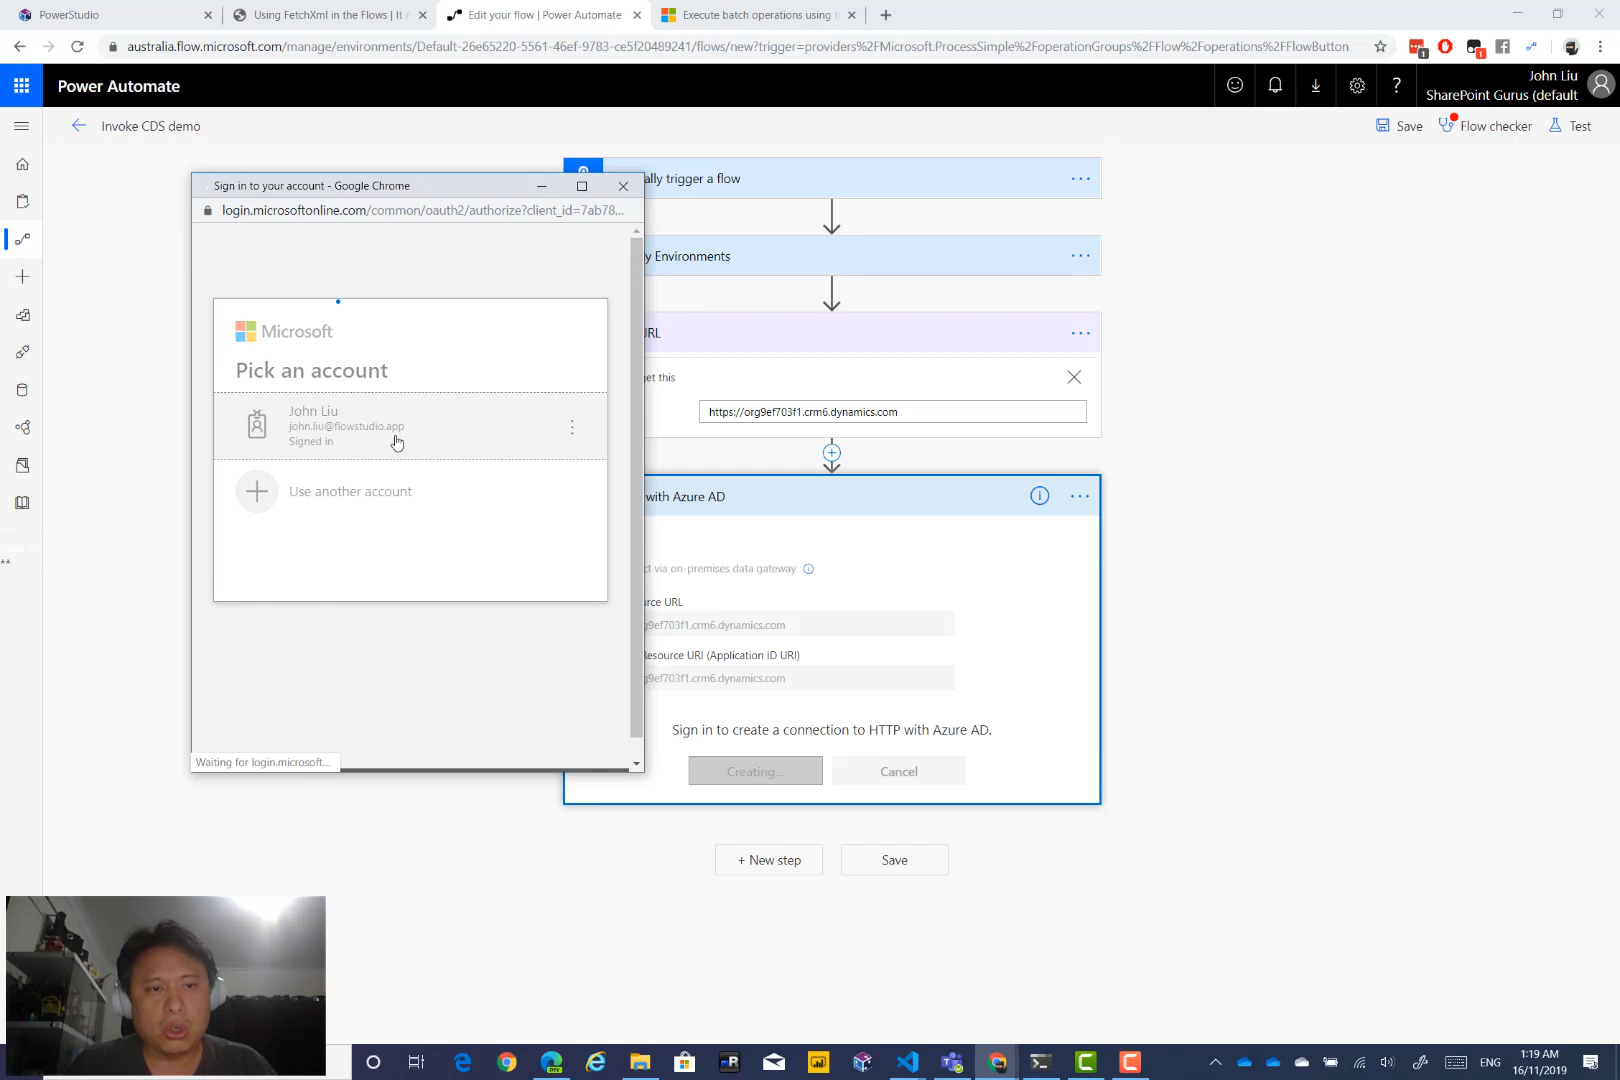 PowerStudio
Using FetchXml in the Flows | It A
Edit your flow | Power Automate
Execute batch operations using t
australia.flow.microsoft.com/manage/environments/Default-26e65220-5561-46ef-9783-ce5f20489241/flows/new?trigger=providers%2FMicrosoft.ProcessSimple%2FoperationGroups%2FFlow%2Foperations%2FFlowButton
1
1
Power Automate
?
John Liu
SharePoint Gurus (default
Invoke CDS demo
Save
Flow checker
Test
ally trigger a flow
Sign in to your account - Google Chrome
login.microsoftonline.com/common/oauth2/authorize?client_id=7ab78...
y Environments
Microsoft
Pick an account
John Liu
john.liu@flowstudio.app
Signed in
Use another account
Waiting for login.microsoft...
URL
get this
https://org9ef703f1.crm6.dynamics.com
with Azure AD
ct via on-premises data gateway
urce URL
g9ef703f1.crm6.dynamics.com
Resource URI (Application ID URI)
g9ef703f1.crm6.dynamics.com
Sign in to create a connection to HTTP with Azure AD.
Creating...
Cancel
+ New step
Save
**
DEV
R
ENG
1:19 AM
16/11/2019